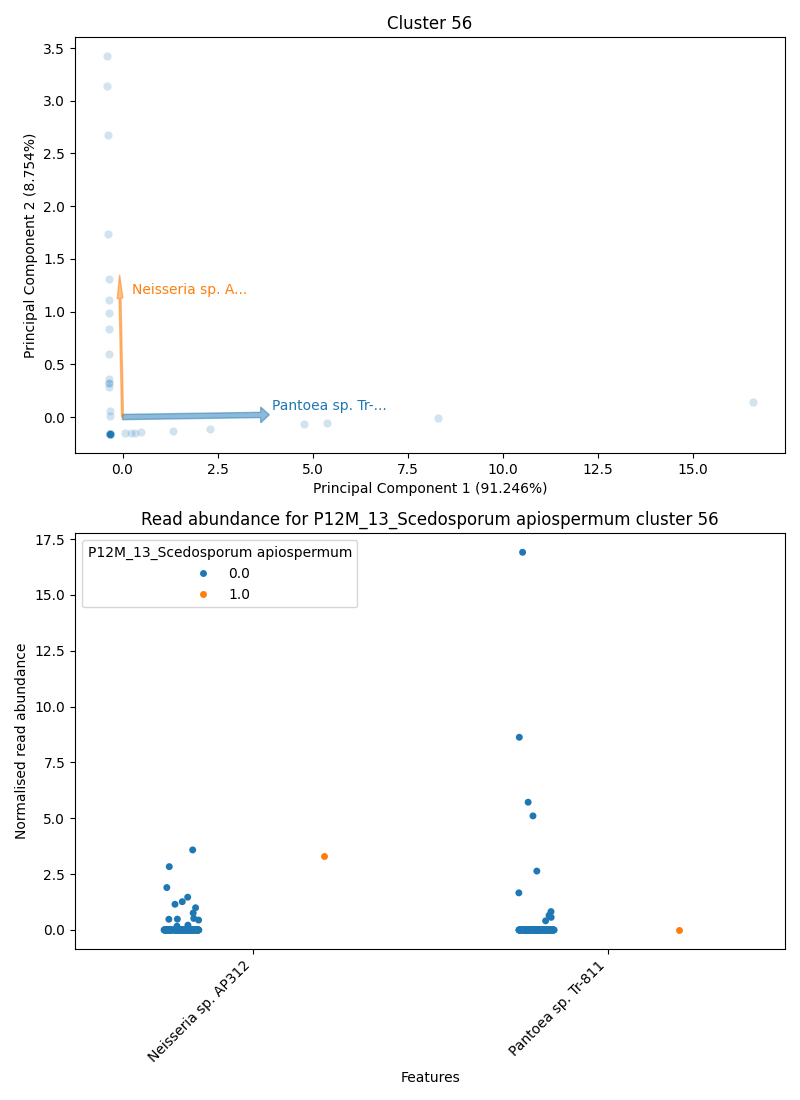 Cluster 56
3.5
3.0
2.5
2.0
1.5
1.0
0.5
0.0
Principal Component 2 (8.754%)
Neisseria sp. A...
Pantoea sp. Tr-...
0.0 2.5 5.0 7.5 10.0 12.5 15.0
Principal Component 1 (91.246%)
Read abundance for P12M_13_Scedosporum apiospermum cluster 56
17.5
15.0
12.5
10.0
7.5
5.0
2.5
0.0
Normalised read abundance
P12M_13_Scedosporum apiospermum
0.0
1.0
Neisseria sp. AP312
Pantoea sp. Tr-811
Features